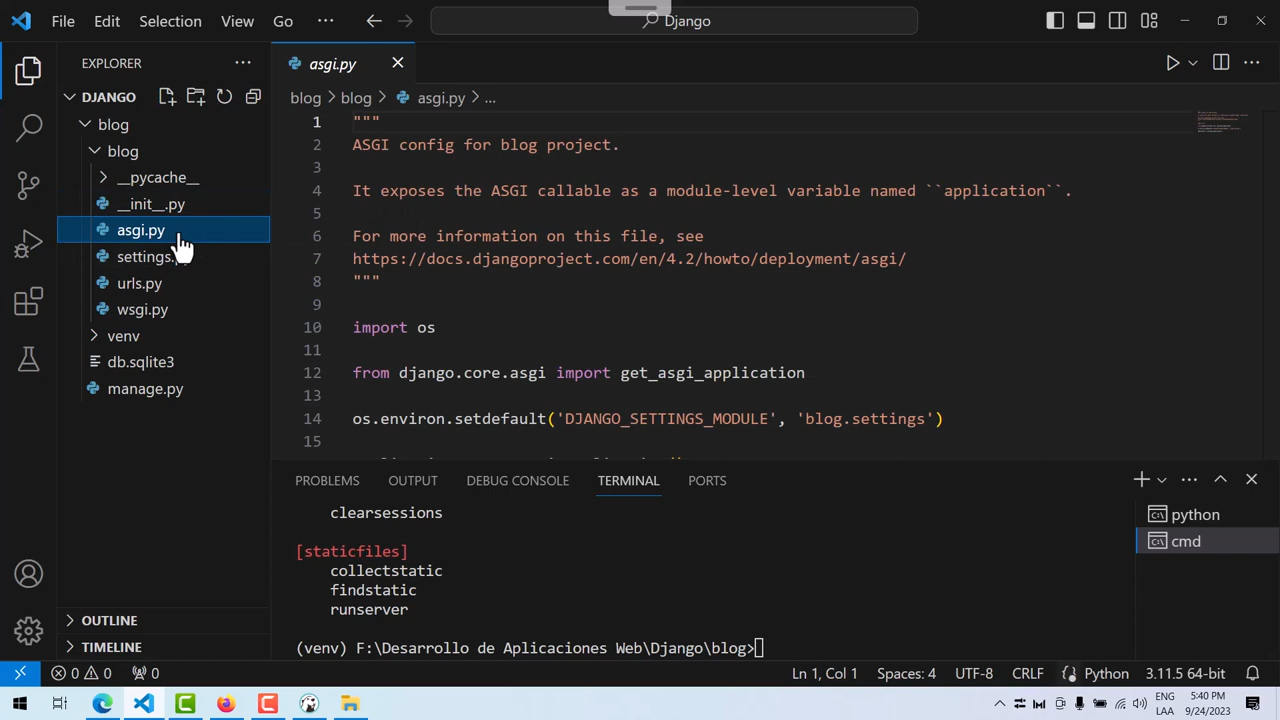 File Edit Selection View Go ··· Django
EXPLORER ···
asgi.py
DJANGO
blog > blog > asgi.py > ...
blog
blog
__pycache__
__init__.py
asgi.py
settings.
urls.py
wsgi.py
venv
db.sqlite3
manage.py
OUTLINE
TIMELINE
1 """
2 ASGI config for blog project.
3
4 It exposes the ASGI callable as a module-level variable named ``application``.
5
6 For more information on this file, see
7 https://docs.djangoproject.com/en/4.2/howto/deployment/asgi/
8 """
9
10 import os
11
12 from django.core.asgi import get_asgi_application
13
14 os.environ.setdefault('DJANGO_SETTINGS_MODULE', 'blog.settings')
15
PROBLEMS OUTPUT DEBUG CONSOLE TERMINAL PORTS
clearsessions
[staticfiles]
collectstatic
findstatic
runserver
(venv) F:\Desarrollo de Aplicaciones Web\Django\blog>
python
cmd
0 0 0 Ln 1, Col 1 Spaces: 4 UTF-8 CRLF Python 3.11.5 64-bit
ENG
LAA
5:40 PM
9/24/2023